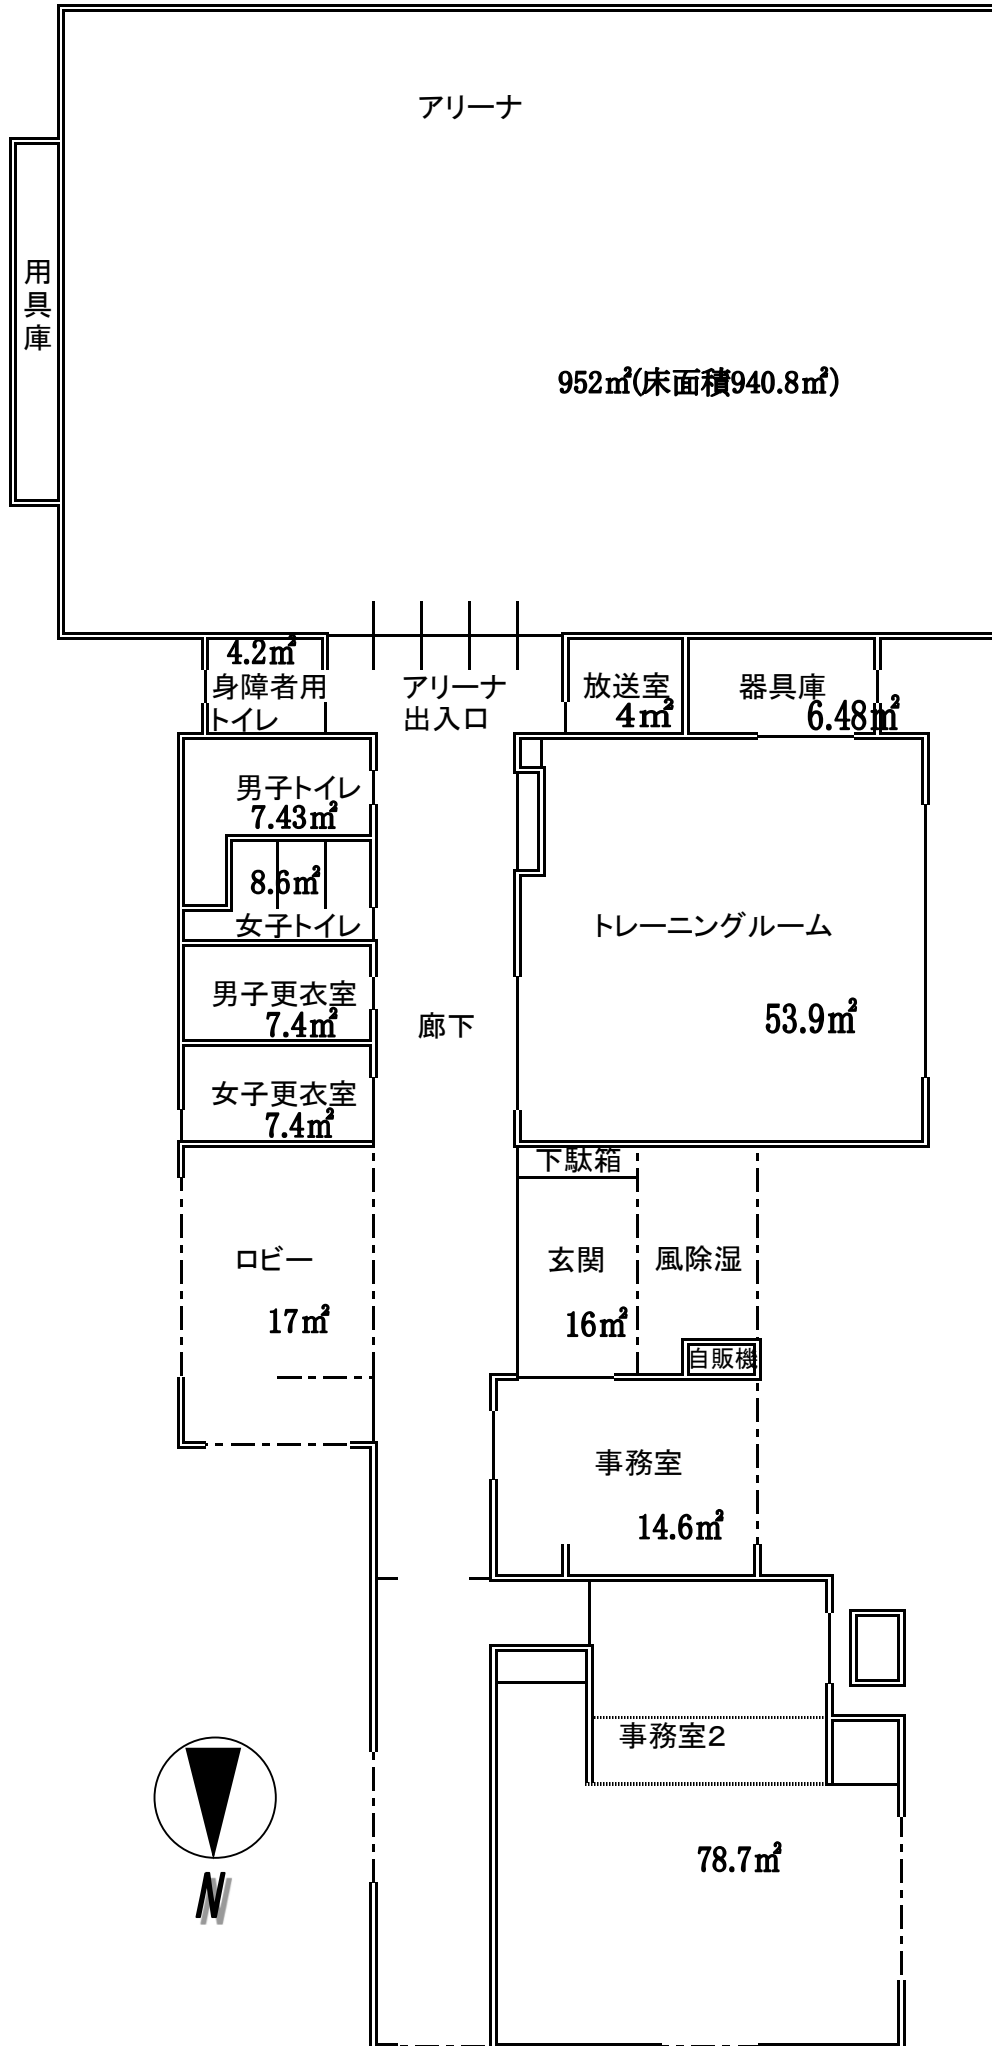 アリーナ
用具庫
952㎡(床面積940.8㎡)
4.2㎡
身障者用
トイレ
アリーナ
出入口
放送室
4㎡
器具庫
6.48㎡
男子トイレ
7.43㎡
8.6㎡
女子トイレ
トレーニングルーム
男子更衣室
7.4㎡
53.9㎡
廊下
女子更衣室
7.4㎡
下駄箱
ロビー
玄関
風除湿
17㎡
16㎡
自販機
事務室
14.6㎡
事務室2
78.7㎡
N